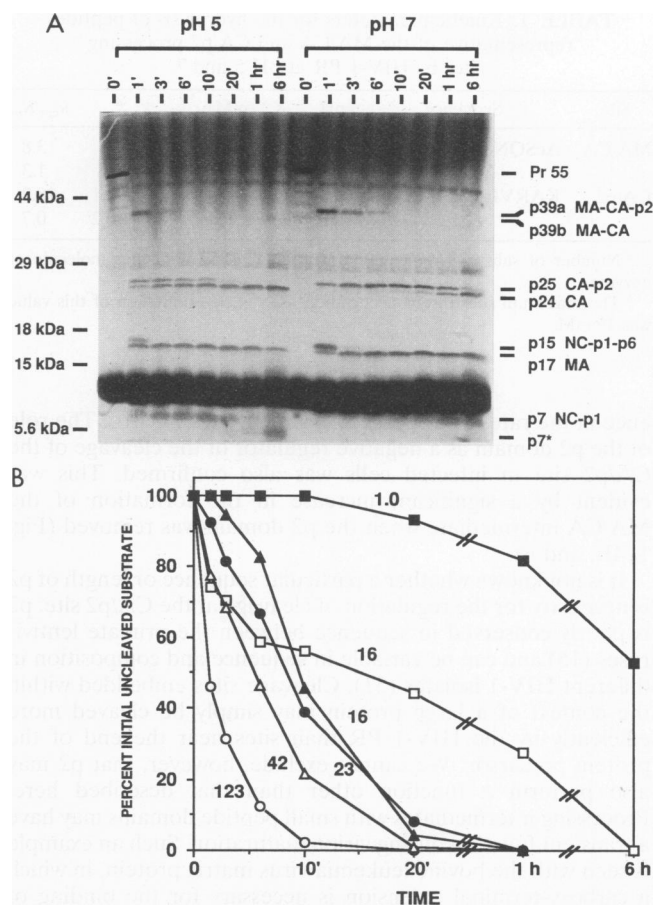 A
pH 5
pH 7
0'
1'
3'
6'
10'
20'
1 hr
6 hr
0'
1'
3'
6'
10'
20'
1 hr
6 hr
44 kDa
29 kDa
18 kDa
15 kDa
5.6 kDa
Pr 55
p39a MA-CA-p2
p39b MA-CA
p25 CA-p2
p24 CA
p15 NC-p1-p6
p17 MA
p7 NC-p1
p7*
B
PERCENT UNCLEAVED SUBSTRATE
100
80
60
40
20
0
1.0
16
16
23
42
123
0
10'
20'
1 h
6 h
TIME